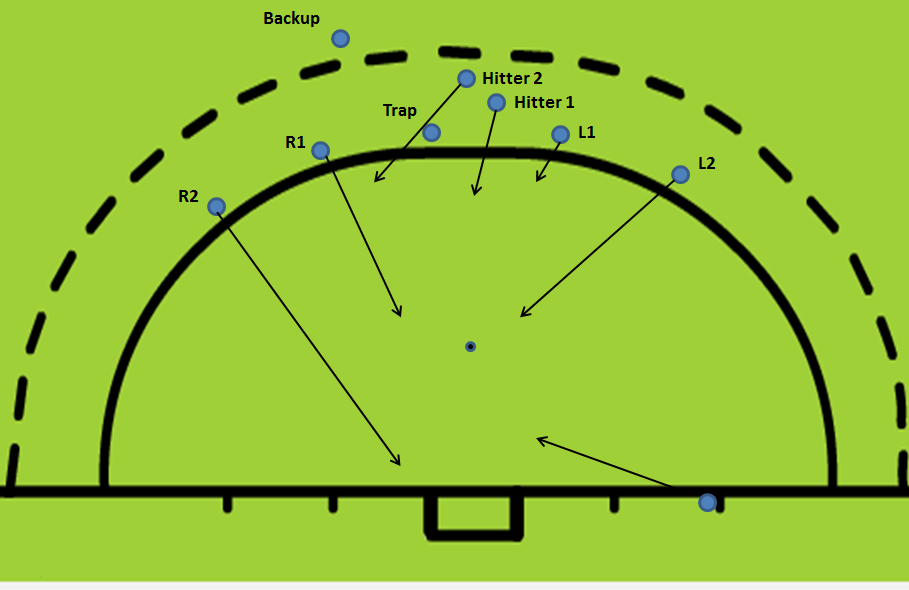 Backup
Hitter 2
Hitter 1
Trap
L1
R1
L2
R2